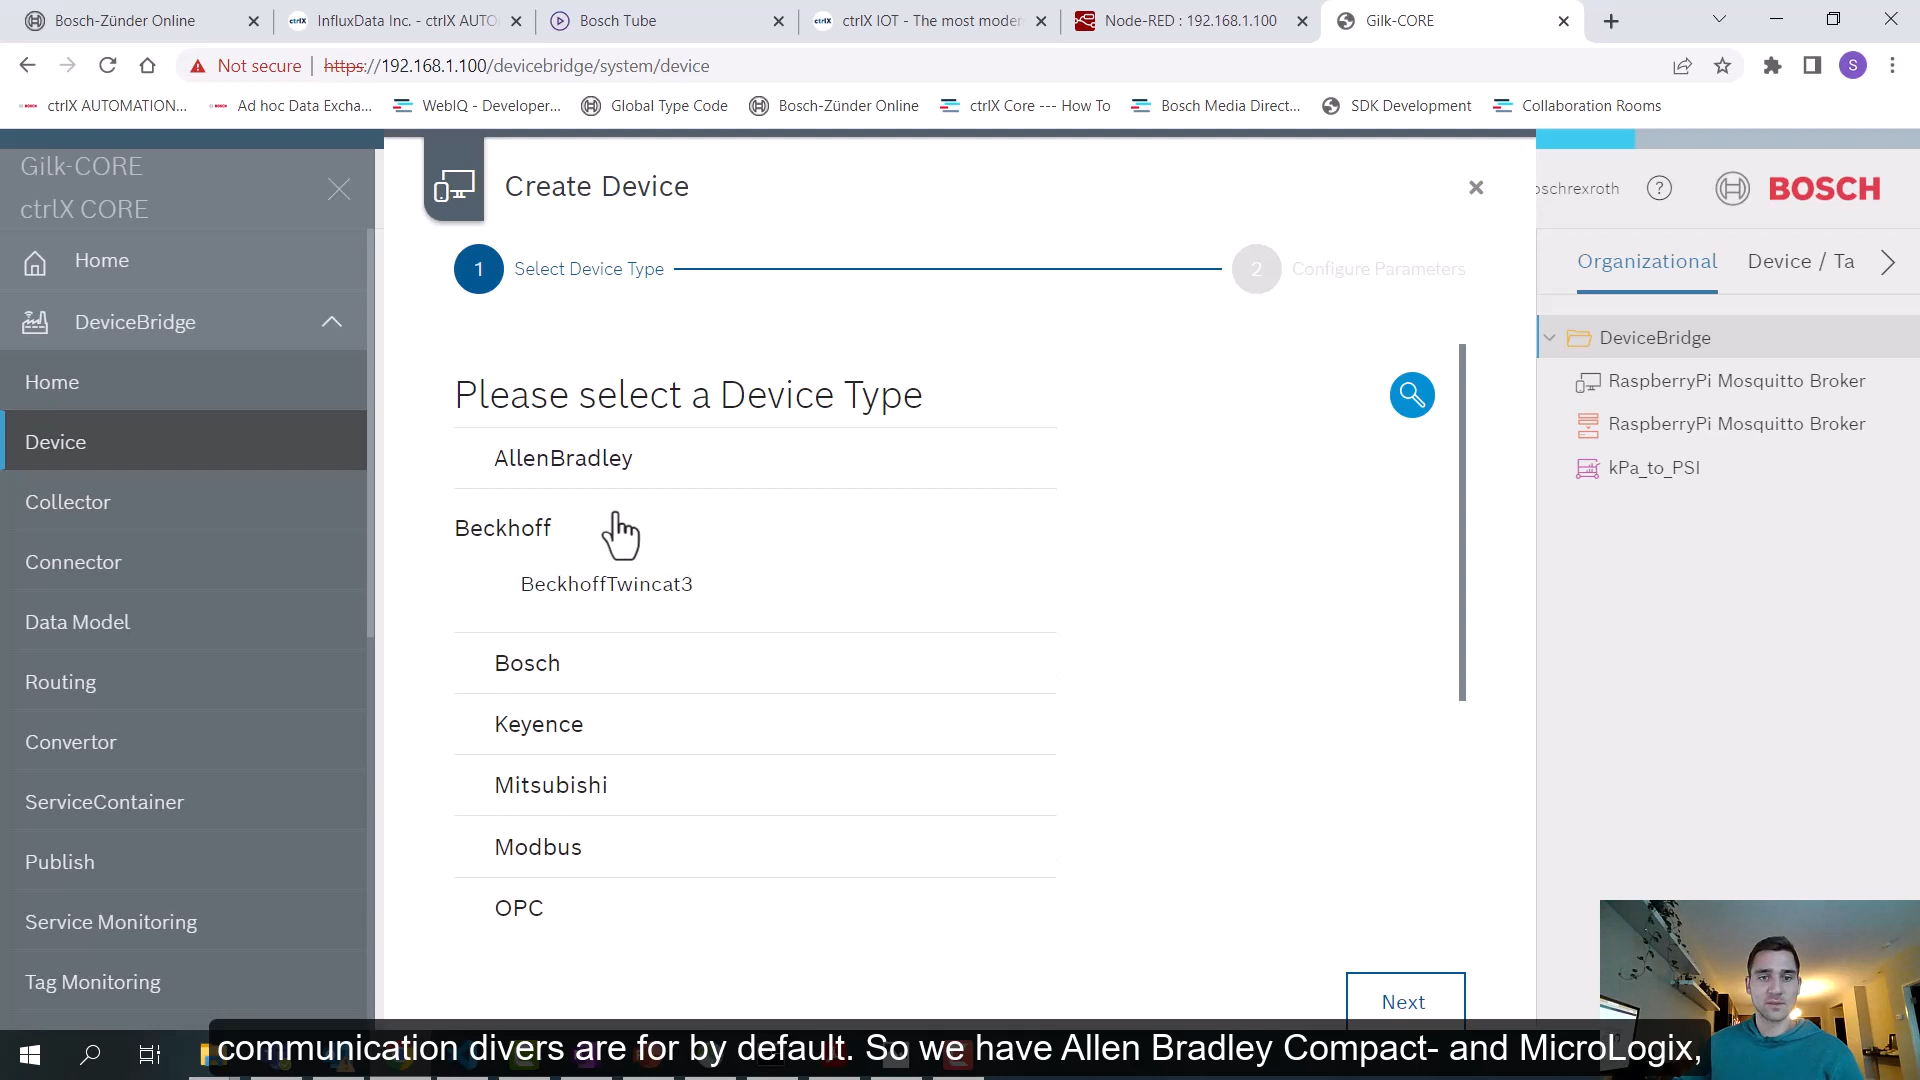 Bosch-Zünder Online
InfluxData Inc. - ctrlX AUTO
Bosch Tube
ctrlX IOT - The most moder
Node-RED : 192.168.1.100
Gilk-CORE
Not secure
https://192.168.1.100/devicebridge/system/device
S
ctrlX AUTOMATION...
Ad hoc Data Excha...
WebIQ - Developer...
Global Type Code
Bosch-Zünder Online
ctrlX Core --- How To
Bosch Media Direct...
SDK Development
Collaboration Rooms
Gilk-CORE
ctrlX CORE
Home
DeviceBridge
Home
Device
Collector
Connector
Data Model
Routing
Convertor
ServiceContainer
Publish
Service Monitoring
Tag Monitoring
Create Device
1 Select Device Type
2 Configure Parameters
Please select a Device Type
AllenBradley
Beckhoff
BeckhoffTwincat3
Bosch
Keyence
Mitsubishi
Modbus
OPC
Next
oschrexroth
BOSCH
Organizational
Device / Ta
DeviceBridge
RaspberryPi Mosquitto Broker
RaspberryPi Mosquitto Broker
kPa_to_PSI
communication divers are for by default. So we have Allen Bradley Compact- and MicroLogix,